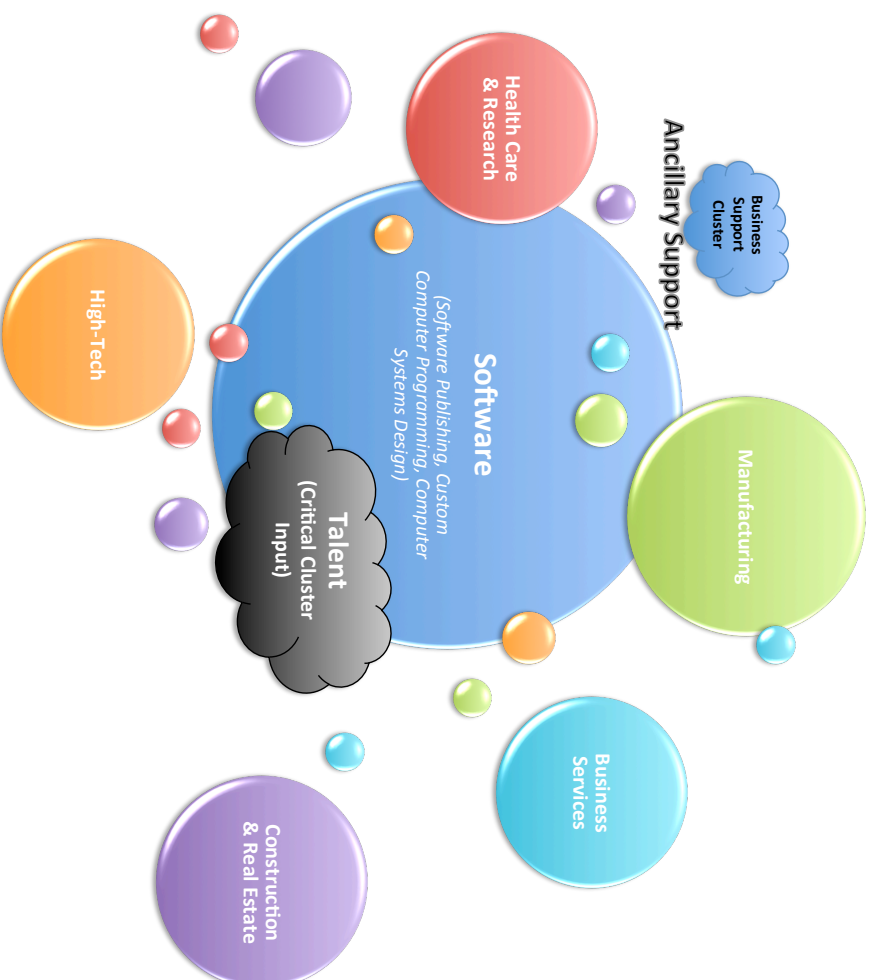 Business
Support
Cluster
Ancillary Support
Manufacturing
Health Care
& Research
Business
Services
Software
(Software Publishing, Custom
Computer Programming, Computer
Systems Design)
Talent
(Critical Cluster
Input)
Construction
& Real Estate
High-Tech